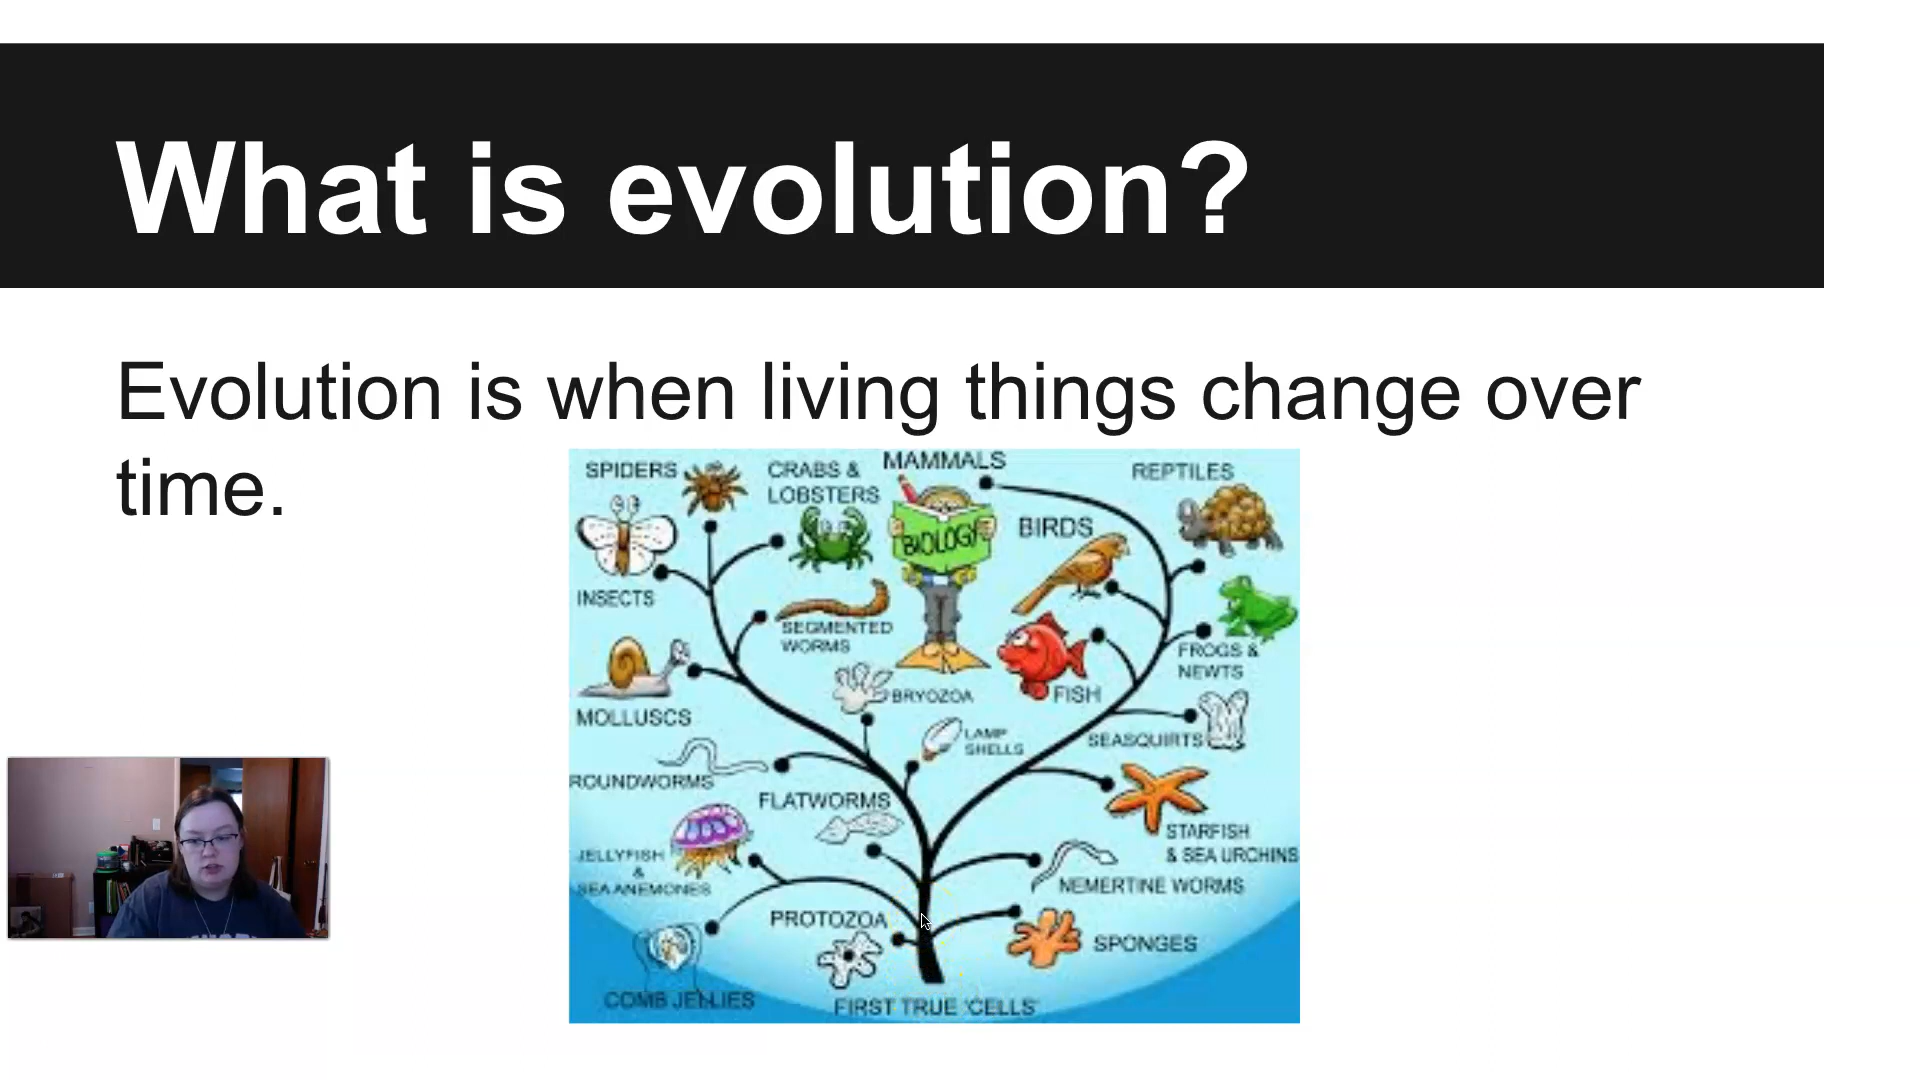 What is evolution?
Evolution is when living things change over
time.
SPIDERS
CRABS &
LOBSTERS
MAMMALS
REPTILES
BIOLOGY
BIRDS
INSECTS
SEGMENTED
WORMS
FROGS &
NEWTS
BRYOZOA
FISH
MOLLUSCS
LAMP
SHELLS
SEASQUIRTS
ROUNDWORMS
FLATWORMS
STARFISH
& SEA URCHINS
JELLYFISH
&
SEA ANEMONES
NEMERTINE WORMS
PROTOZOA
SPONGES
COMB JELLIES
FIRST TRUE 'CELLS'